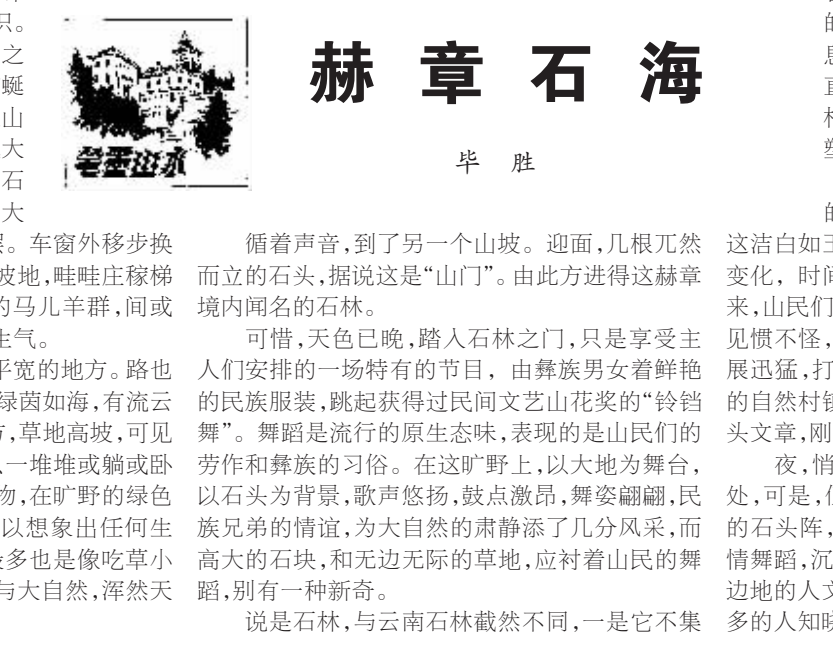 赫章石海
毕 胜
笔墨山水
只。
之
蜒
山
大
石
大
。车窗外移步换
坡地,畦畦庄稼梯
的马儿羊群,间或
生气。
平宽的地方。路也
绿茵如海,有流云
,草地高坡,可见
一堆堆或躺或卧
物,在旷野的绿色
以想象出任何生
多也是像吃草小
与大自然,浑然天
循着声音,到了另一个山坡。迎面,几根兀然
而立的石头,据说这是“山门”。由此方进得这赫章
境内闻名的石林。
可惜,天色已晚,踏入石林之门,只是享受主
人们安排的一场特有的节目,由彝族男女着鲜艳
的民族服装,跳起获得过民间文艺山花奖的“铃铛
舞”。舞蹈是流行的原生态味,表现的是山民们的
劳作和彝族的习俗。在这旷野上,以大地为舞台,
以石头为背景,歌声悠扬,鼓点激昂,舞姿翩翩,民
族兄弟的情谊,为大自然的肃静添了几分风采,而
高大的石块,和无边无际的草地,应衬着山民的舞
蹈,别有一种新奇。
说是石林,与云南石林截然不同,一是它不集
这洁白如
变化,时间
来,山民们
见惯不怪,
展迅猛,打
的自然村镇
头文章,刚
夜,悄
处,可是,
的石头阵,
情舞蹈,沉
边地的人文
多的人知晓